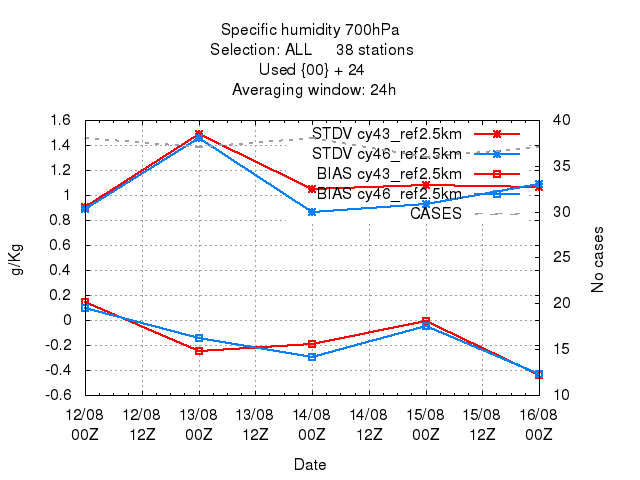 Specific humidity 700hPa
Selection: ALL 38 stations
Used {00} + 24
Averaging window: 24h
STDV cy43_ref2.5km
STDV cy46_ref2.5km
BIAS cy43_ref2.5km
BIAS cy46_ref2.5km
CASES
g/Kg
1.6
1.4
1.2
1
0.8
0.6
0.4
0.2
0
-0.2
-0.4
-0.6
No cases
40
35
30
25
20
15
10
12/08 12/08 13/08 13/08 14/08 14/08 15/08 15/08 16/08
00Z 12Z 00Z 12Z 00Z 12Z 00Z 12Z 00Z
Date